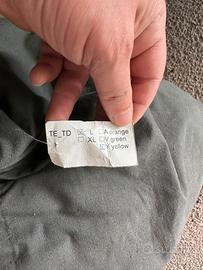 TE_TD ☒ L ☐ A orange
☐ XL ☐ V green
☒ Y yellow